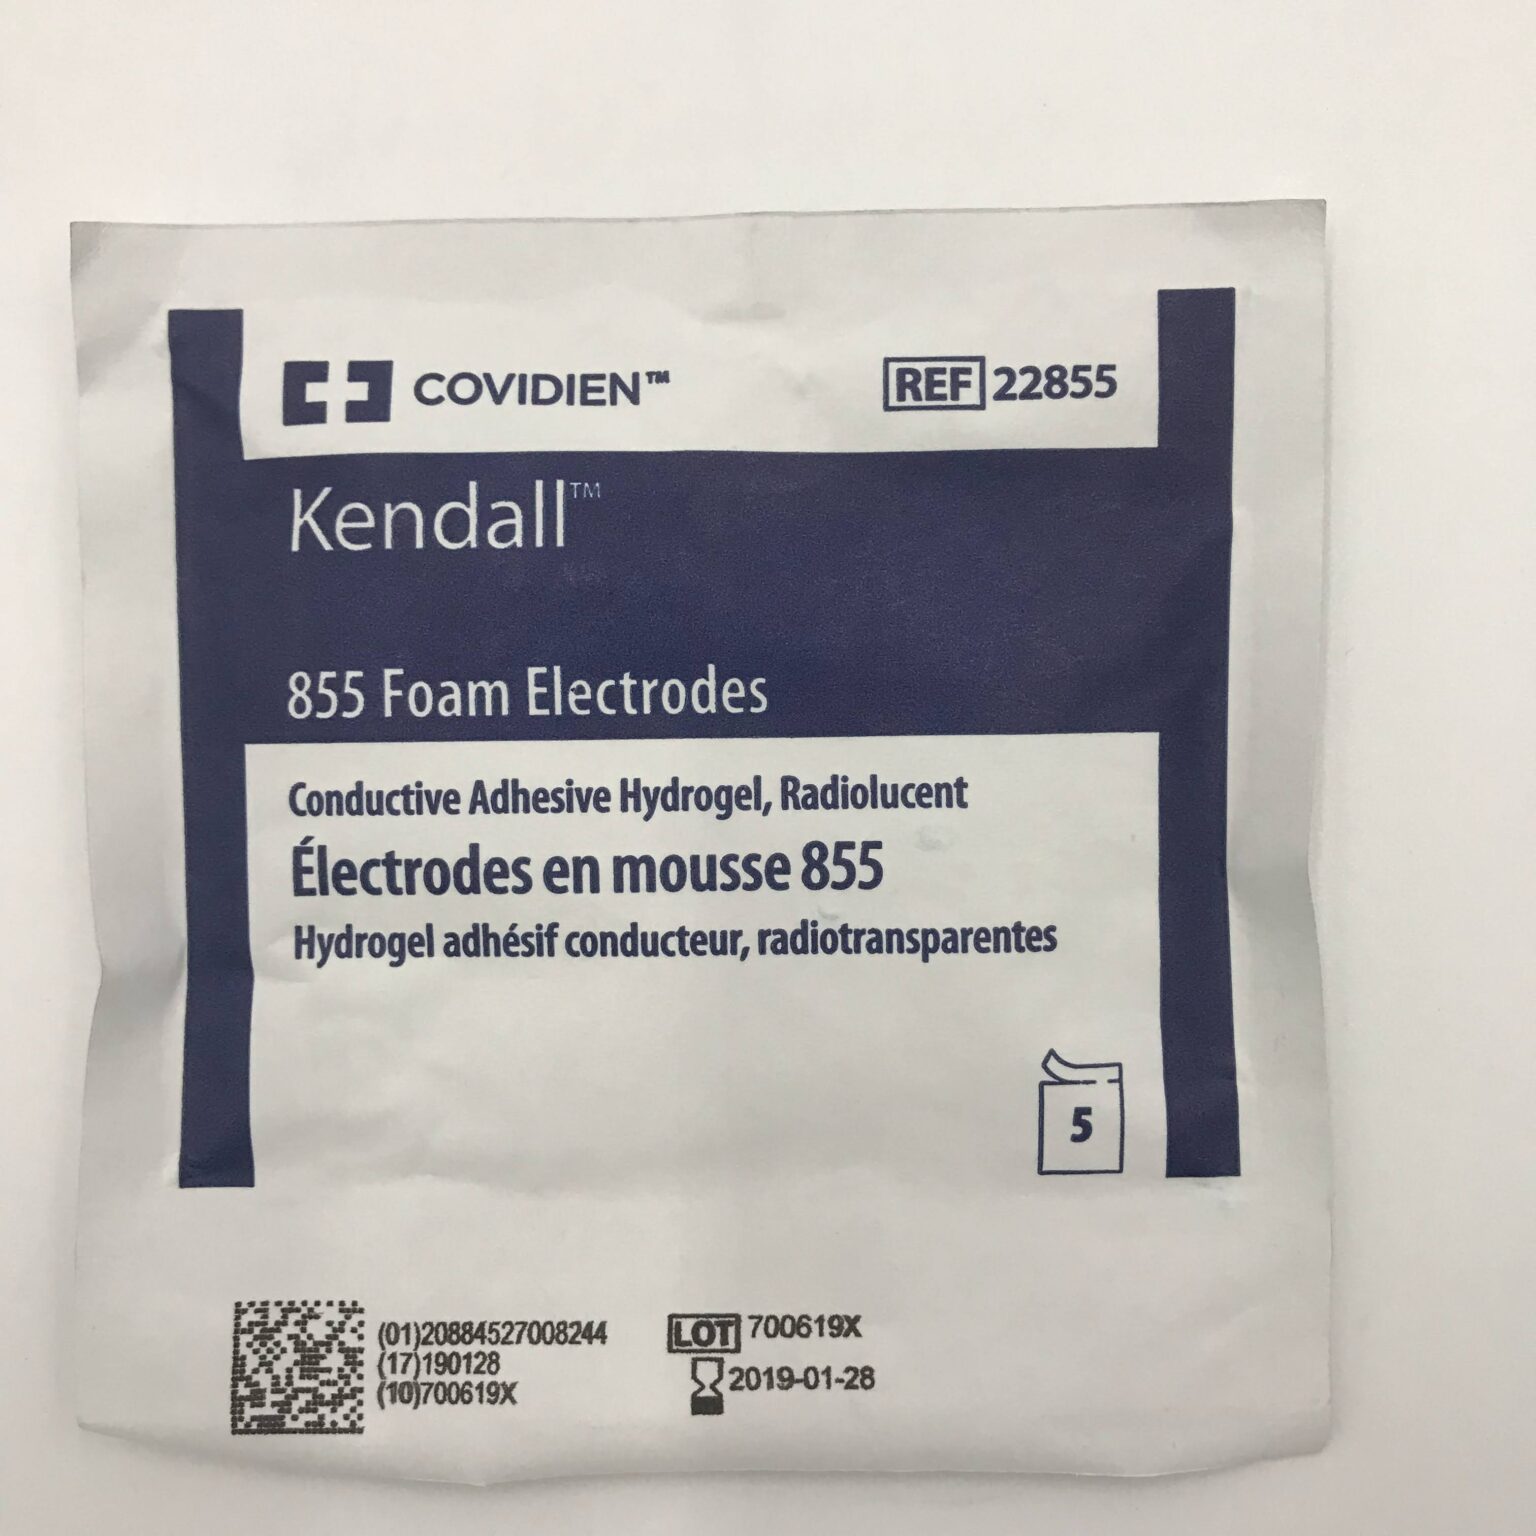 COVIDIEN™
REF 22855
Kendall™
855 Foam Electrodes
Conductive Adhesive Hydrogel, Radiolucent
Électrodes en mousse 855
Hydrogel adhésif conducteur, radiotransparentes
5
(01)20884527008244
(17)190128
(10)700619X
LOT 700619X
2019-01-28